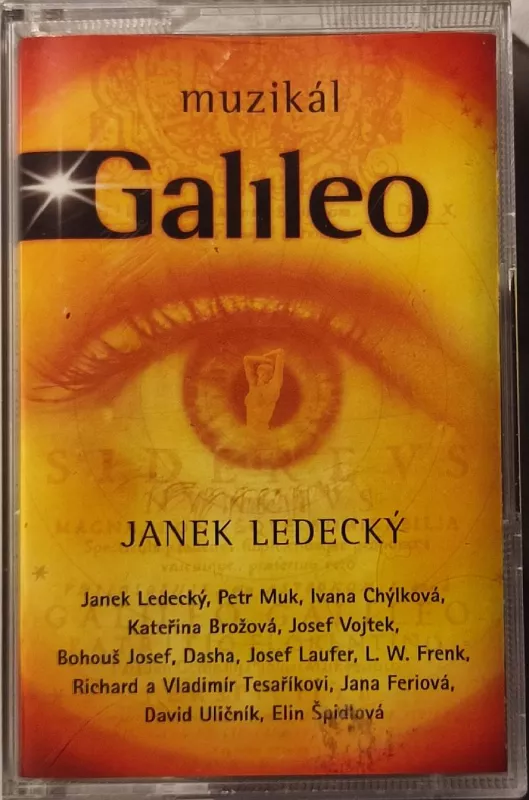 muzikál
Galileo
SIDEREVS
JANEK LEDECKÝ
Janek Ledecký, Petr Muk, Ivana Chýlková,
Kateřina Brožová, Josef Vojtek,
Bohouš Josef, Dasha, Josef Laufer, L. W. Frenk,
Richard a Vladimír Tesaříkovi, Jana Feriová,
David Uličník, Elin Špidlová